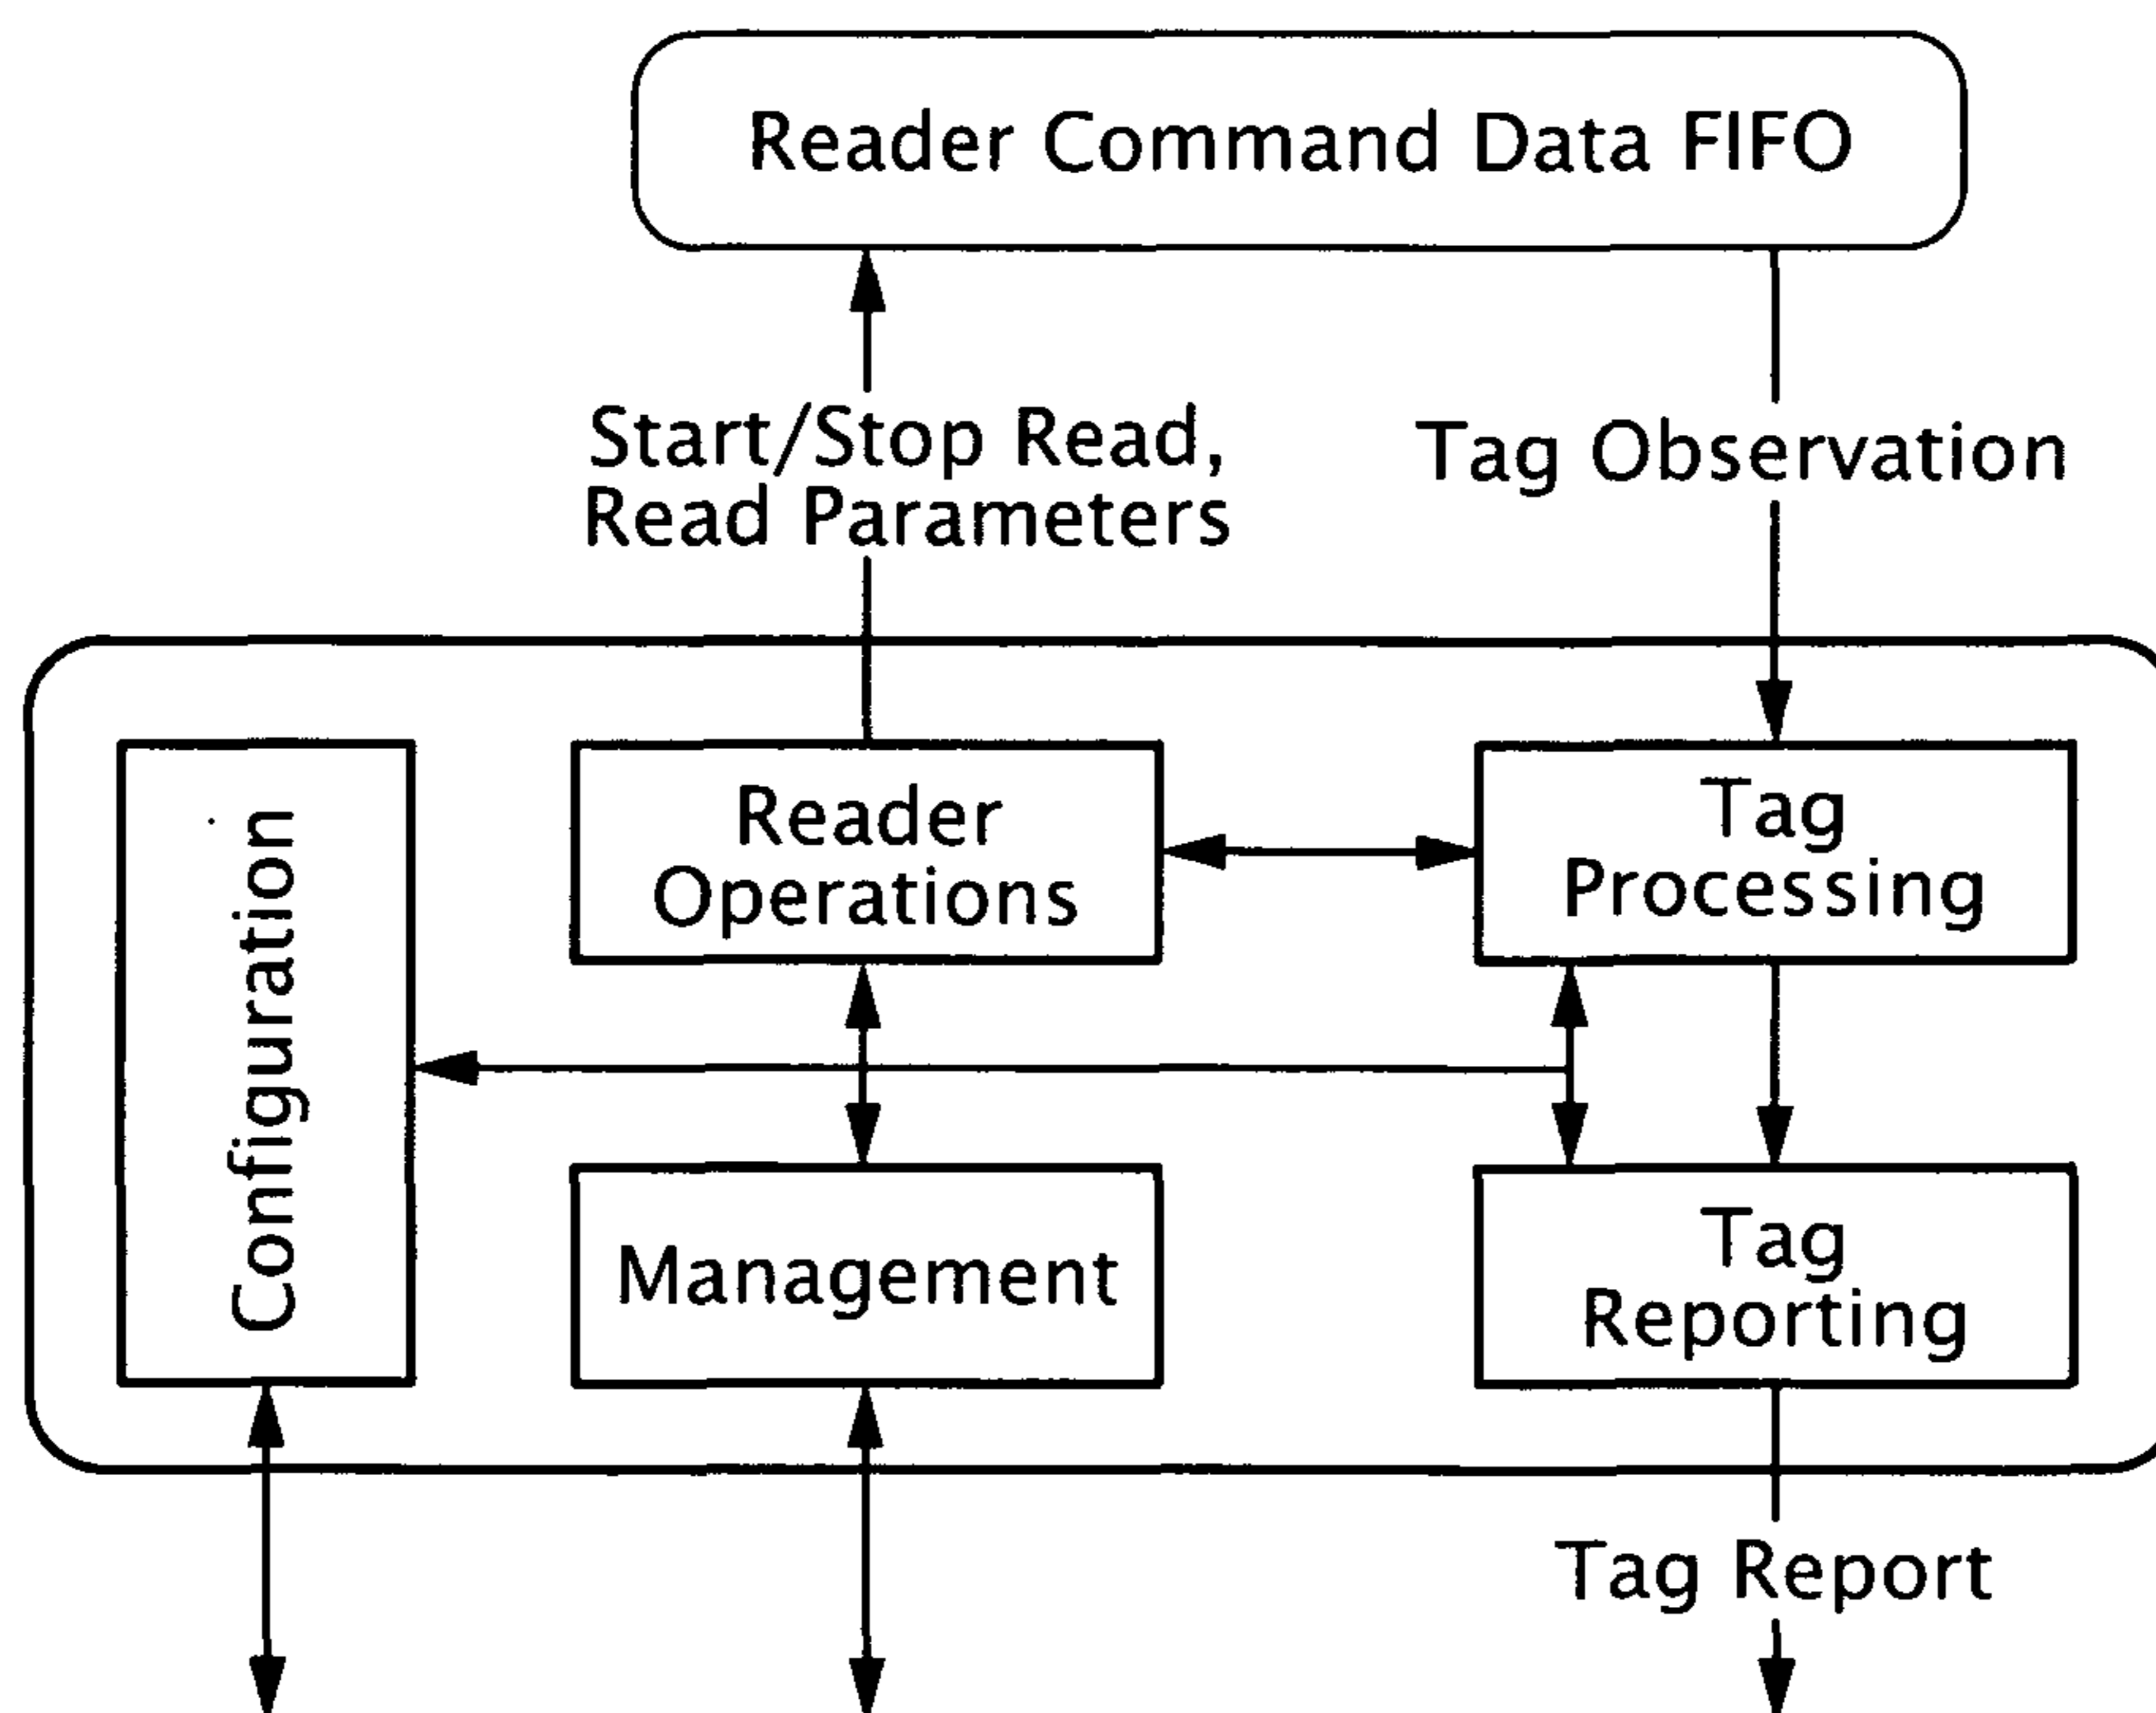 Reader Command Data FIFO
Start/Stop Read,
Read Parameters
Tag Observation
Configuration
Reader
Operations
Tag
Processing
Management
Tag
Reporting
Tag Report